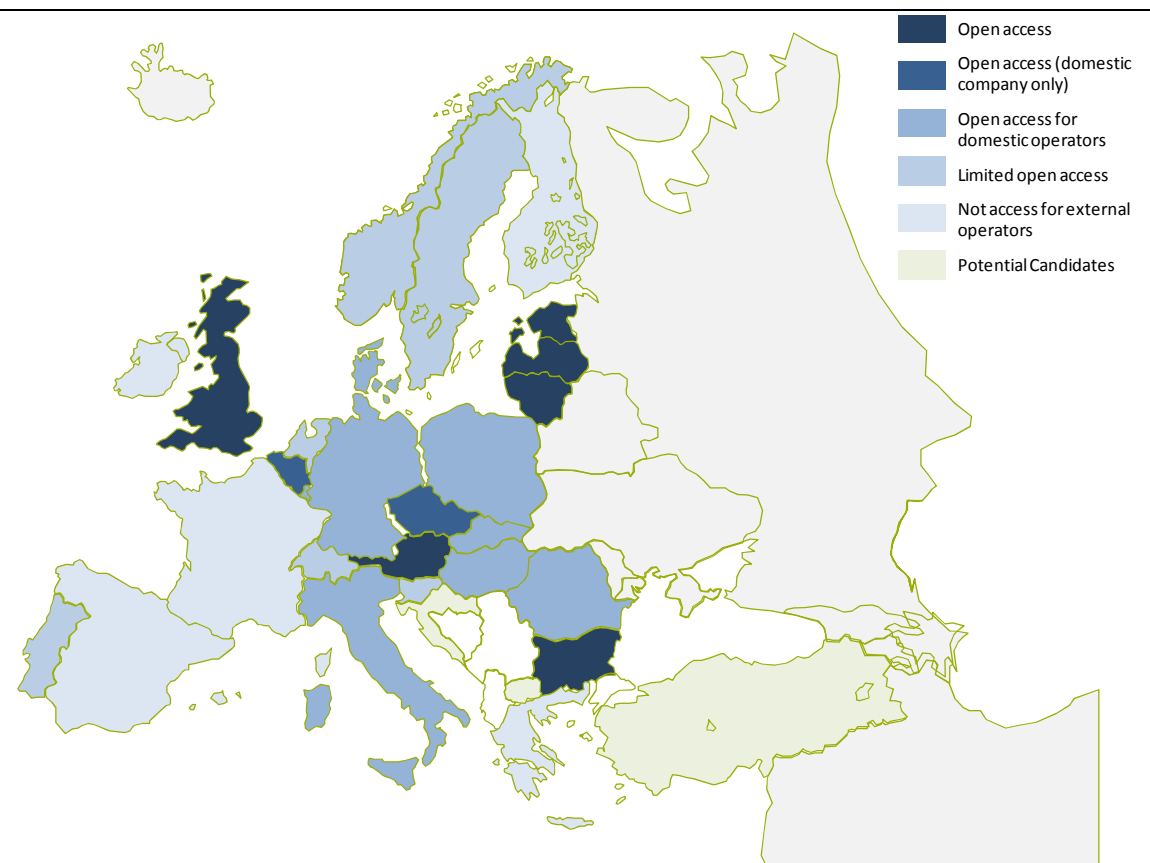 Open access
Open access (domestic
company only)
Open access for
domestic operators
Limited open access
Not access for external
operators
Potential Candidates